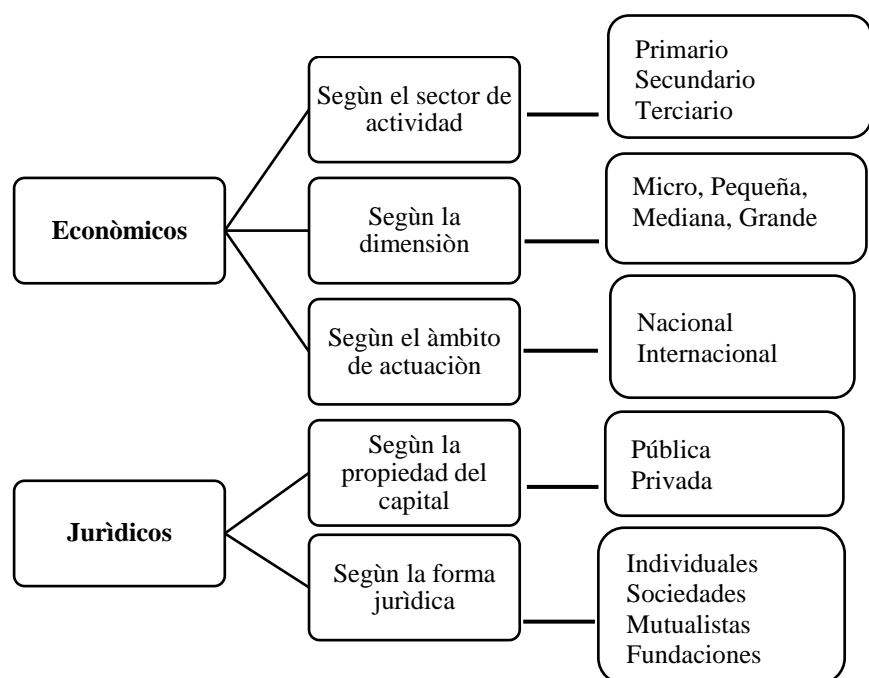 Econòmicos
Segùn el sector de
actividad
Primario
Secundario
Terciario
Segùn la
dimensiòn
Micro, Pequeña,
Mediana, Grande
Segùn el àmbito
de actuaciòn
Nacional
Internacional
Jurìdicos
Segùn la
propiedad del
capital
Pública
Privada
Segùn la forma
jurìdica
Individuales
Sociedades
Mutualistas
Fundaciones